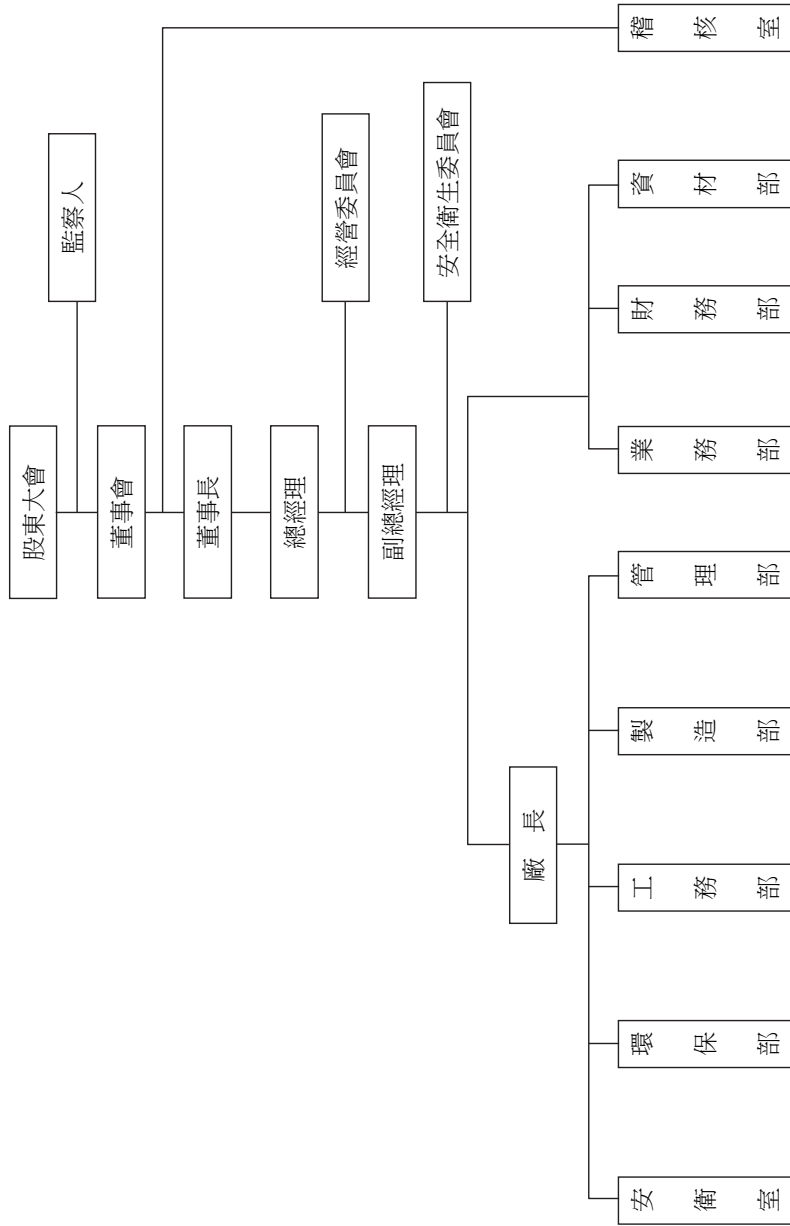 股東大會
監察人
董事會
董事長
總經理
經營委員會
副總經理
安全衛生委員會
廠長
安衛室
環保部
工務部
製造部
管理部
業務部
財務部
資材部
稽核室